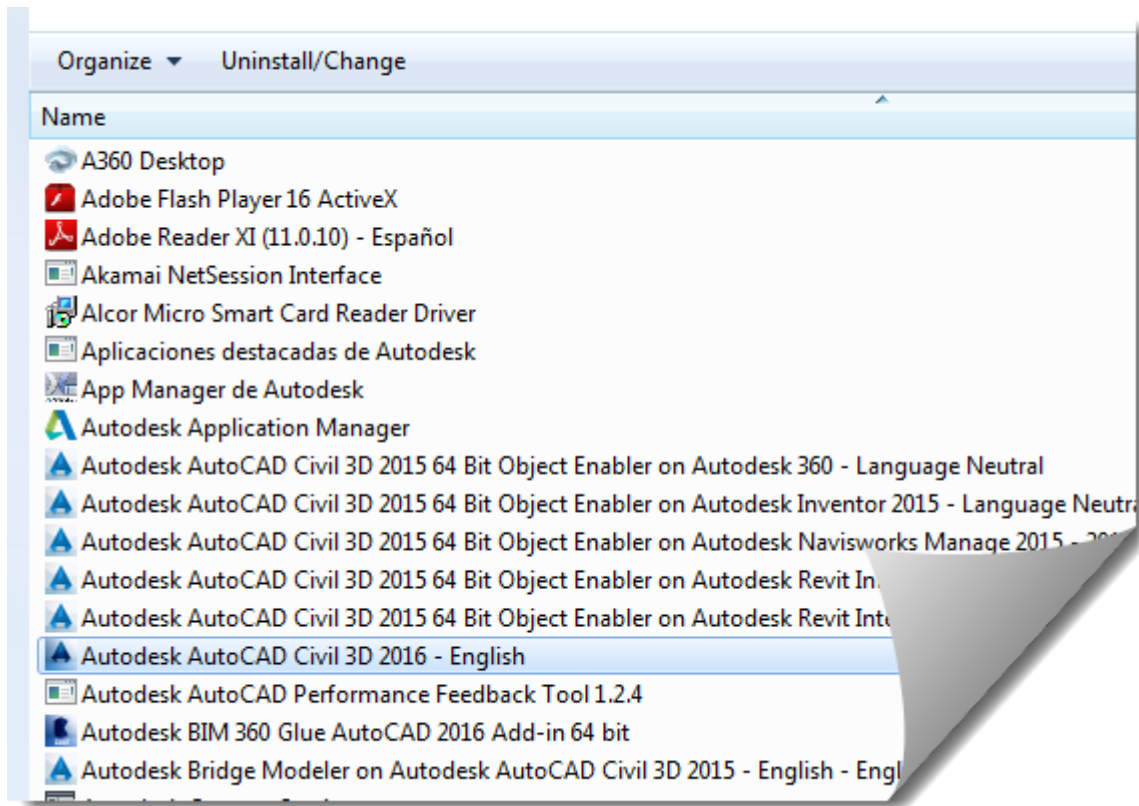 Organize Uninstall/Change
Name
A360 Desktop
Adobe Flash Player 16 ActiveX
Adobe Reader XI (11.0.10) - Español
Akamai NetSession Interface
Alcor Micro Smart Card Reader Driver
Aplicaciones destacadas de Autodesk
App Manager de Autodesk
Autodesk Application Manager
Autodesk AutoCAD Civil 3D 2015 64 Bit Object Enabler on Autodesk 360 - Language Neutral
Autodesk AutoCAD Civil 3D 2015 64 Bit Object Enabler on Autodesk Inventor 2015 - Language
Autodesk AutoCAD Civil 3D 2015 64 Bit Object Enabler on Autodesk Navisworks Manage 2015 -
Autodesk AutoCAD Civil 3D 2015 64 Bit Object Enabler on Autodesk Revit
Autodesk AutoCAD Civil 3D 2015 64 Bit Object Enabler on Autodesk Revit
Autodesk AutoCAD Civil 3D 2016 - English
Autodesk AutoCAD Performance Feedback Tool 1.2.4
Autodesk BIM 360 Glue AutoCAD 2016 Add-in 64 bit
Autodesk Bridge Modeler on Autodesk AutoCAD Civil 3D 2015 - English -